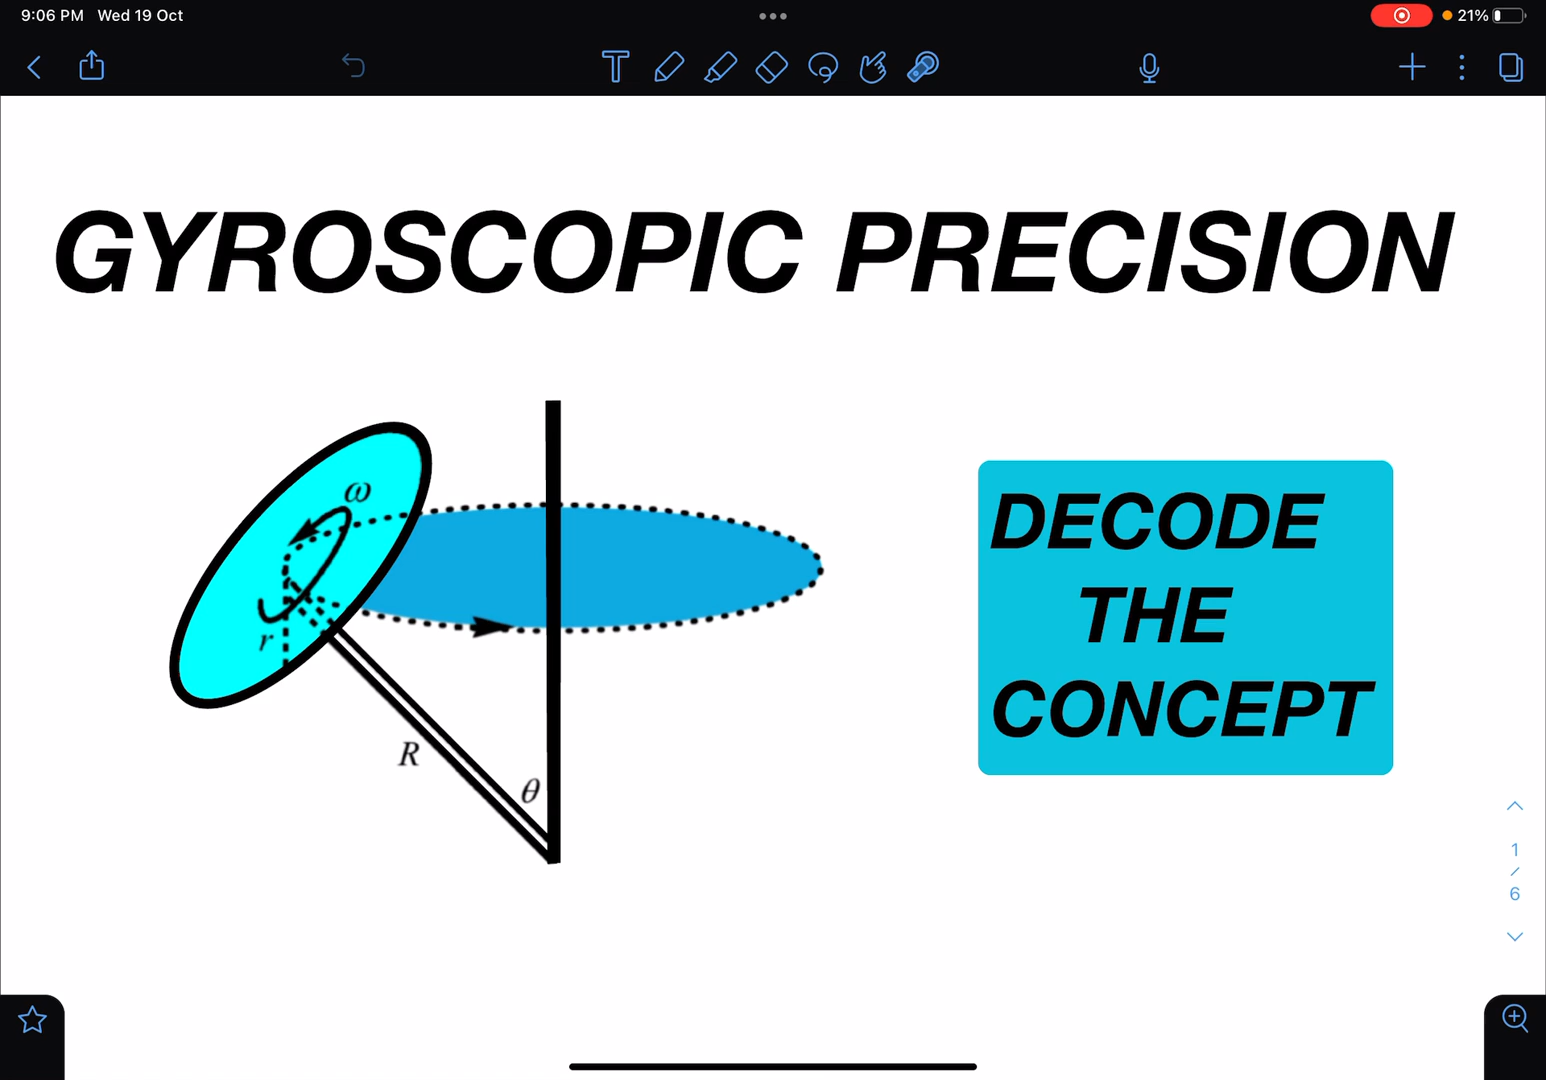 9:06 PM Wed 19 Oct
21%
GYROSCOPIC PRECISION
ω
r
R
θ
DECODE
THE
CONCEPT
1
/
6